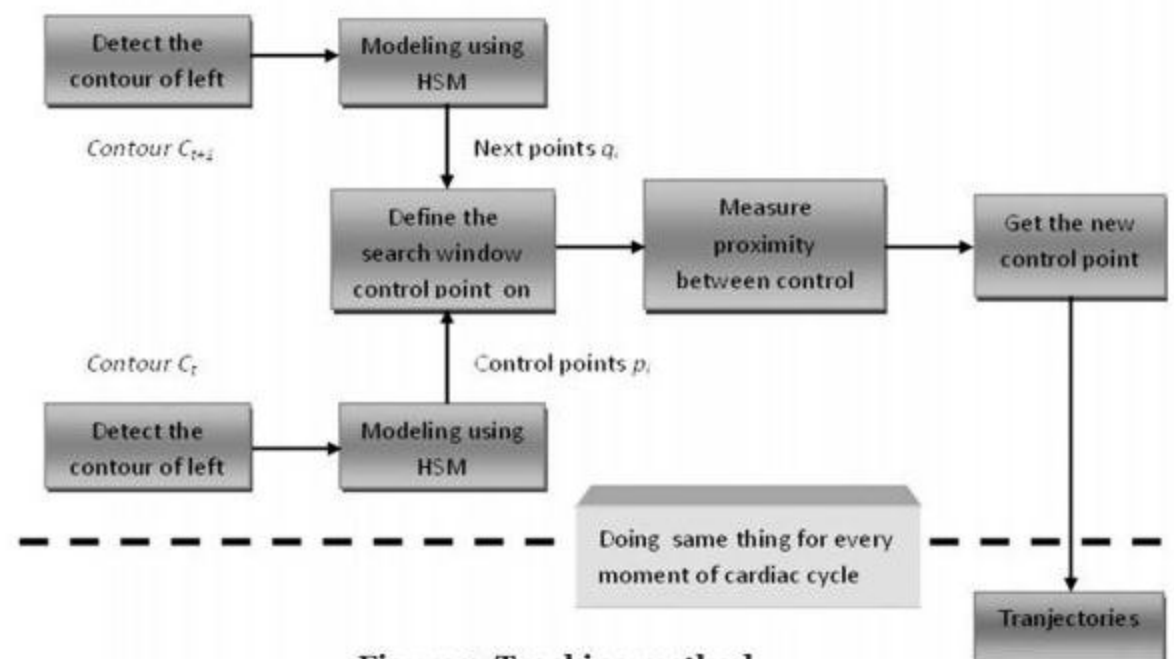 Detect the
contour of left
Modeling using
HSM
Contour Cₜ₊₁
Next points qᵢ
Define the
search window
control point on
Measure
proximity
between control
Get the new
control point
Contour Cₜ
Control points pᵢ
Detect the
contour of left
Modeling using
HSM
Doing same thing for every
moment of cardiac cycle
Tranjectories